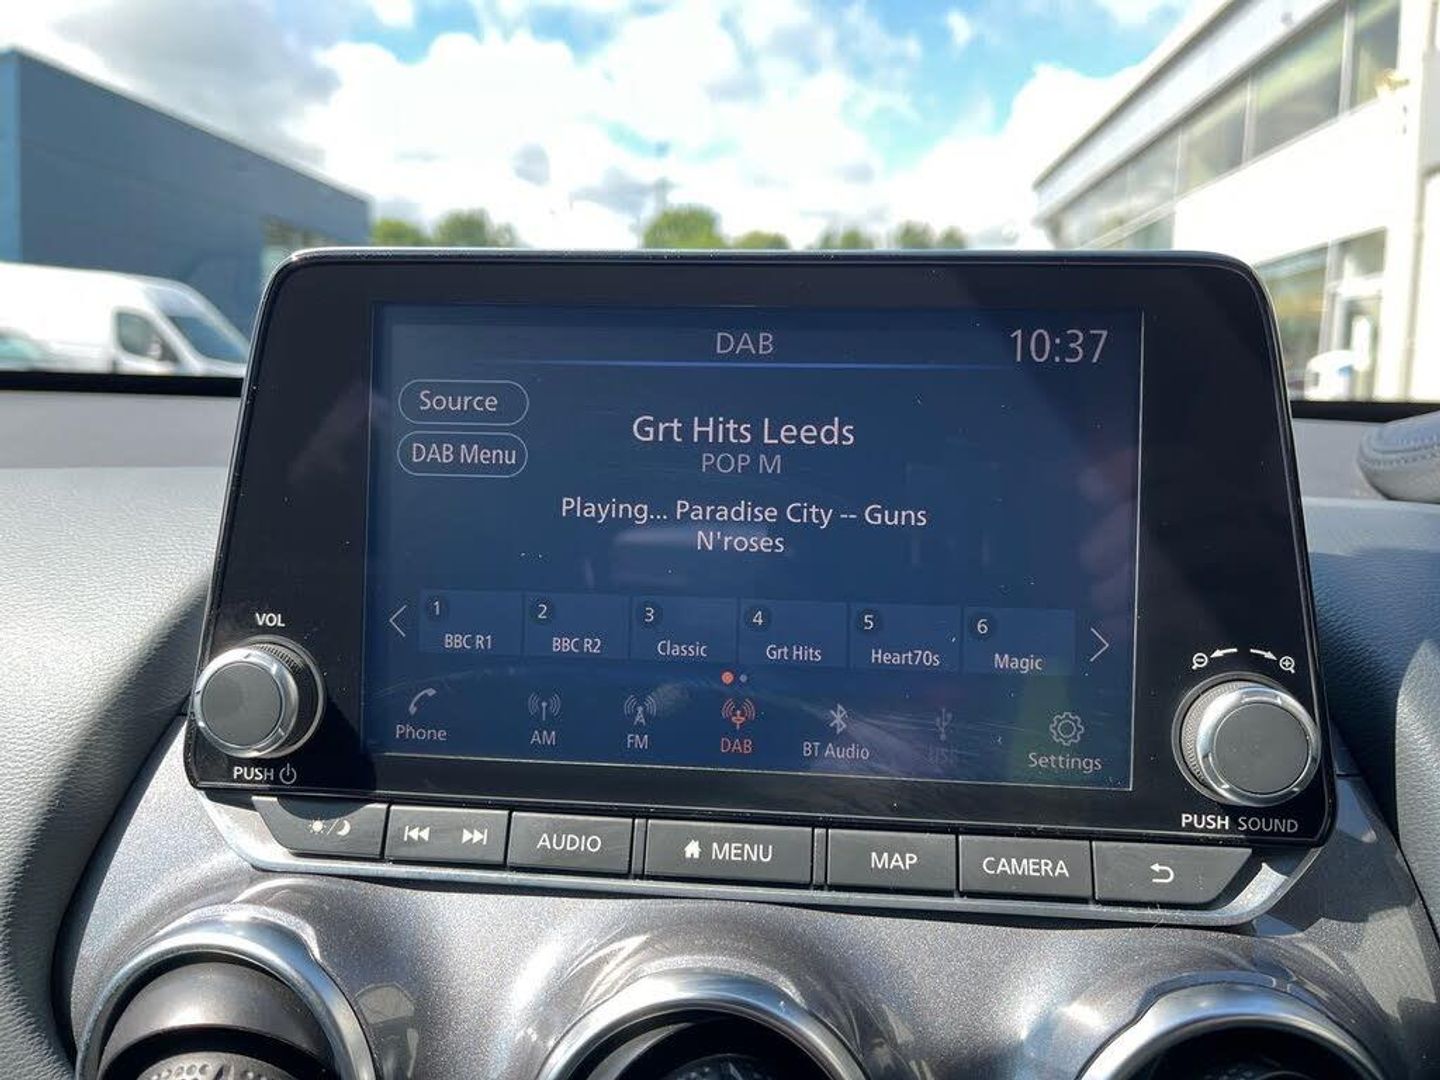 DAB
10:37
Source
DAB Menu
Grt Hits Leeds
POP M
Playing... Paradise City -- Guns
N'roses
1
2
3
4
5
6
BBC R1
BBC R2
Classic
Grt Hits
Heart70s
Magic
Phone
AM
FM
DAB
BT Audio
USB
Settings
VOL
PUSH
PUSH SOUND
AUDIO
MENU
MAP
CAMERA